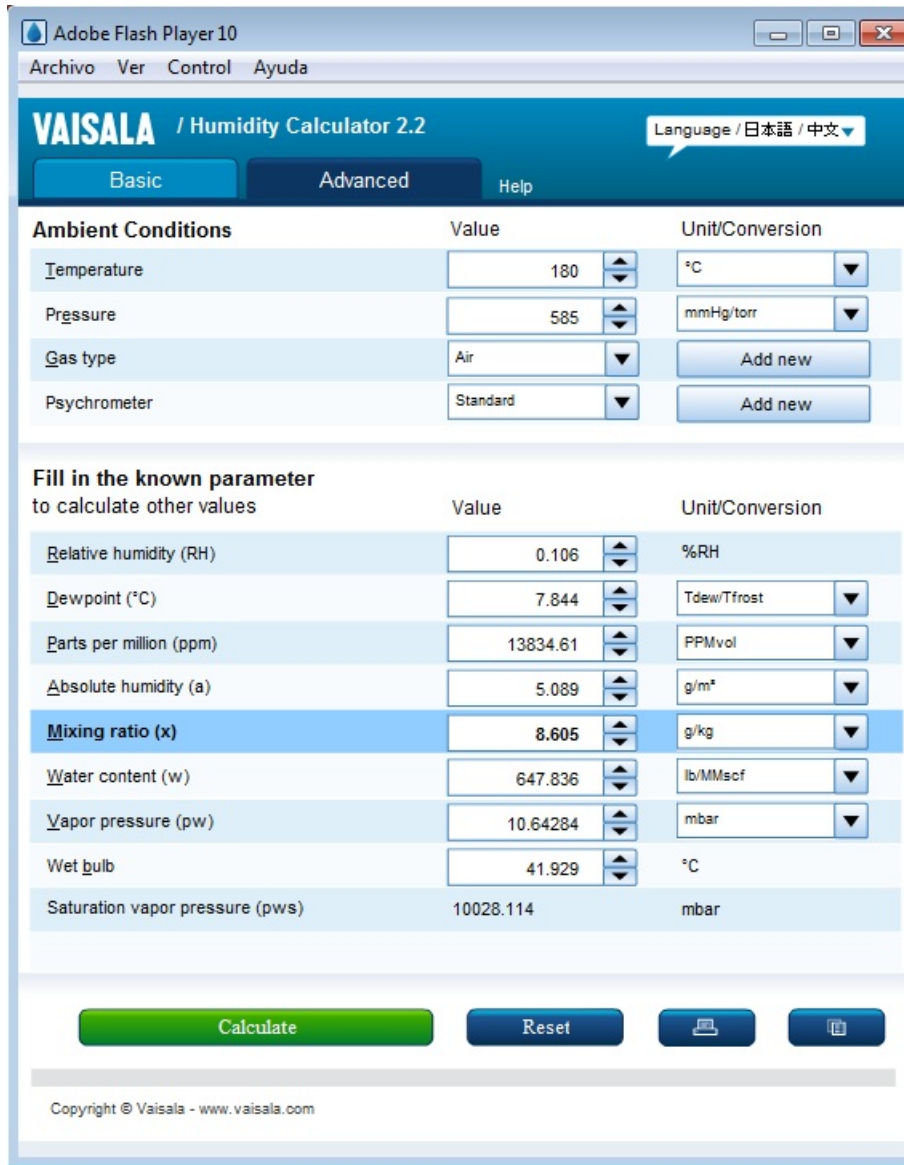 Adobe Flash Player 10
Archivo Ver Control Ayuda
VAISALA / Humidity Calculator 2.2
Language / 日本語 / 中文
Basic Advanced Help
Ambient Conditions Value Unit/Conversion
Temperature 180 °C
Pressure 585 mmHg/torr
Gas type Air Add new
Psychrometer Standard Add new
Fill in the known parameter
to calculate other values Value Unit/Conversion
Relative humidity (RH) 0.106 %RH
Dewpoint (°C) 7.844 Tdew/Tfrost
Parts per million (ppm) 13834.61 PPMvol
Absolute humidity (a) 5.089 g/m³
Mixing ratio (x) 8.605 g/kg
Water content (w) 647.836 lb/MMscf
Vapor pressure (pw) 10.64284 mbar
Wet bulb 41.929 °C
Saturation vapor pressure (pws) 10028.114 mbar
Calculate Reset
Copyright © Vaisala - www.vaisala.com